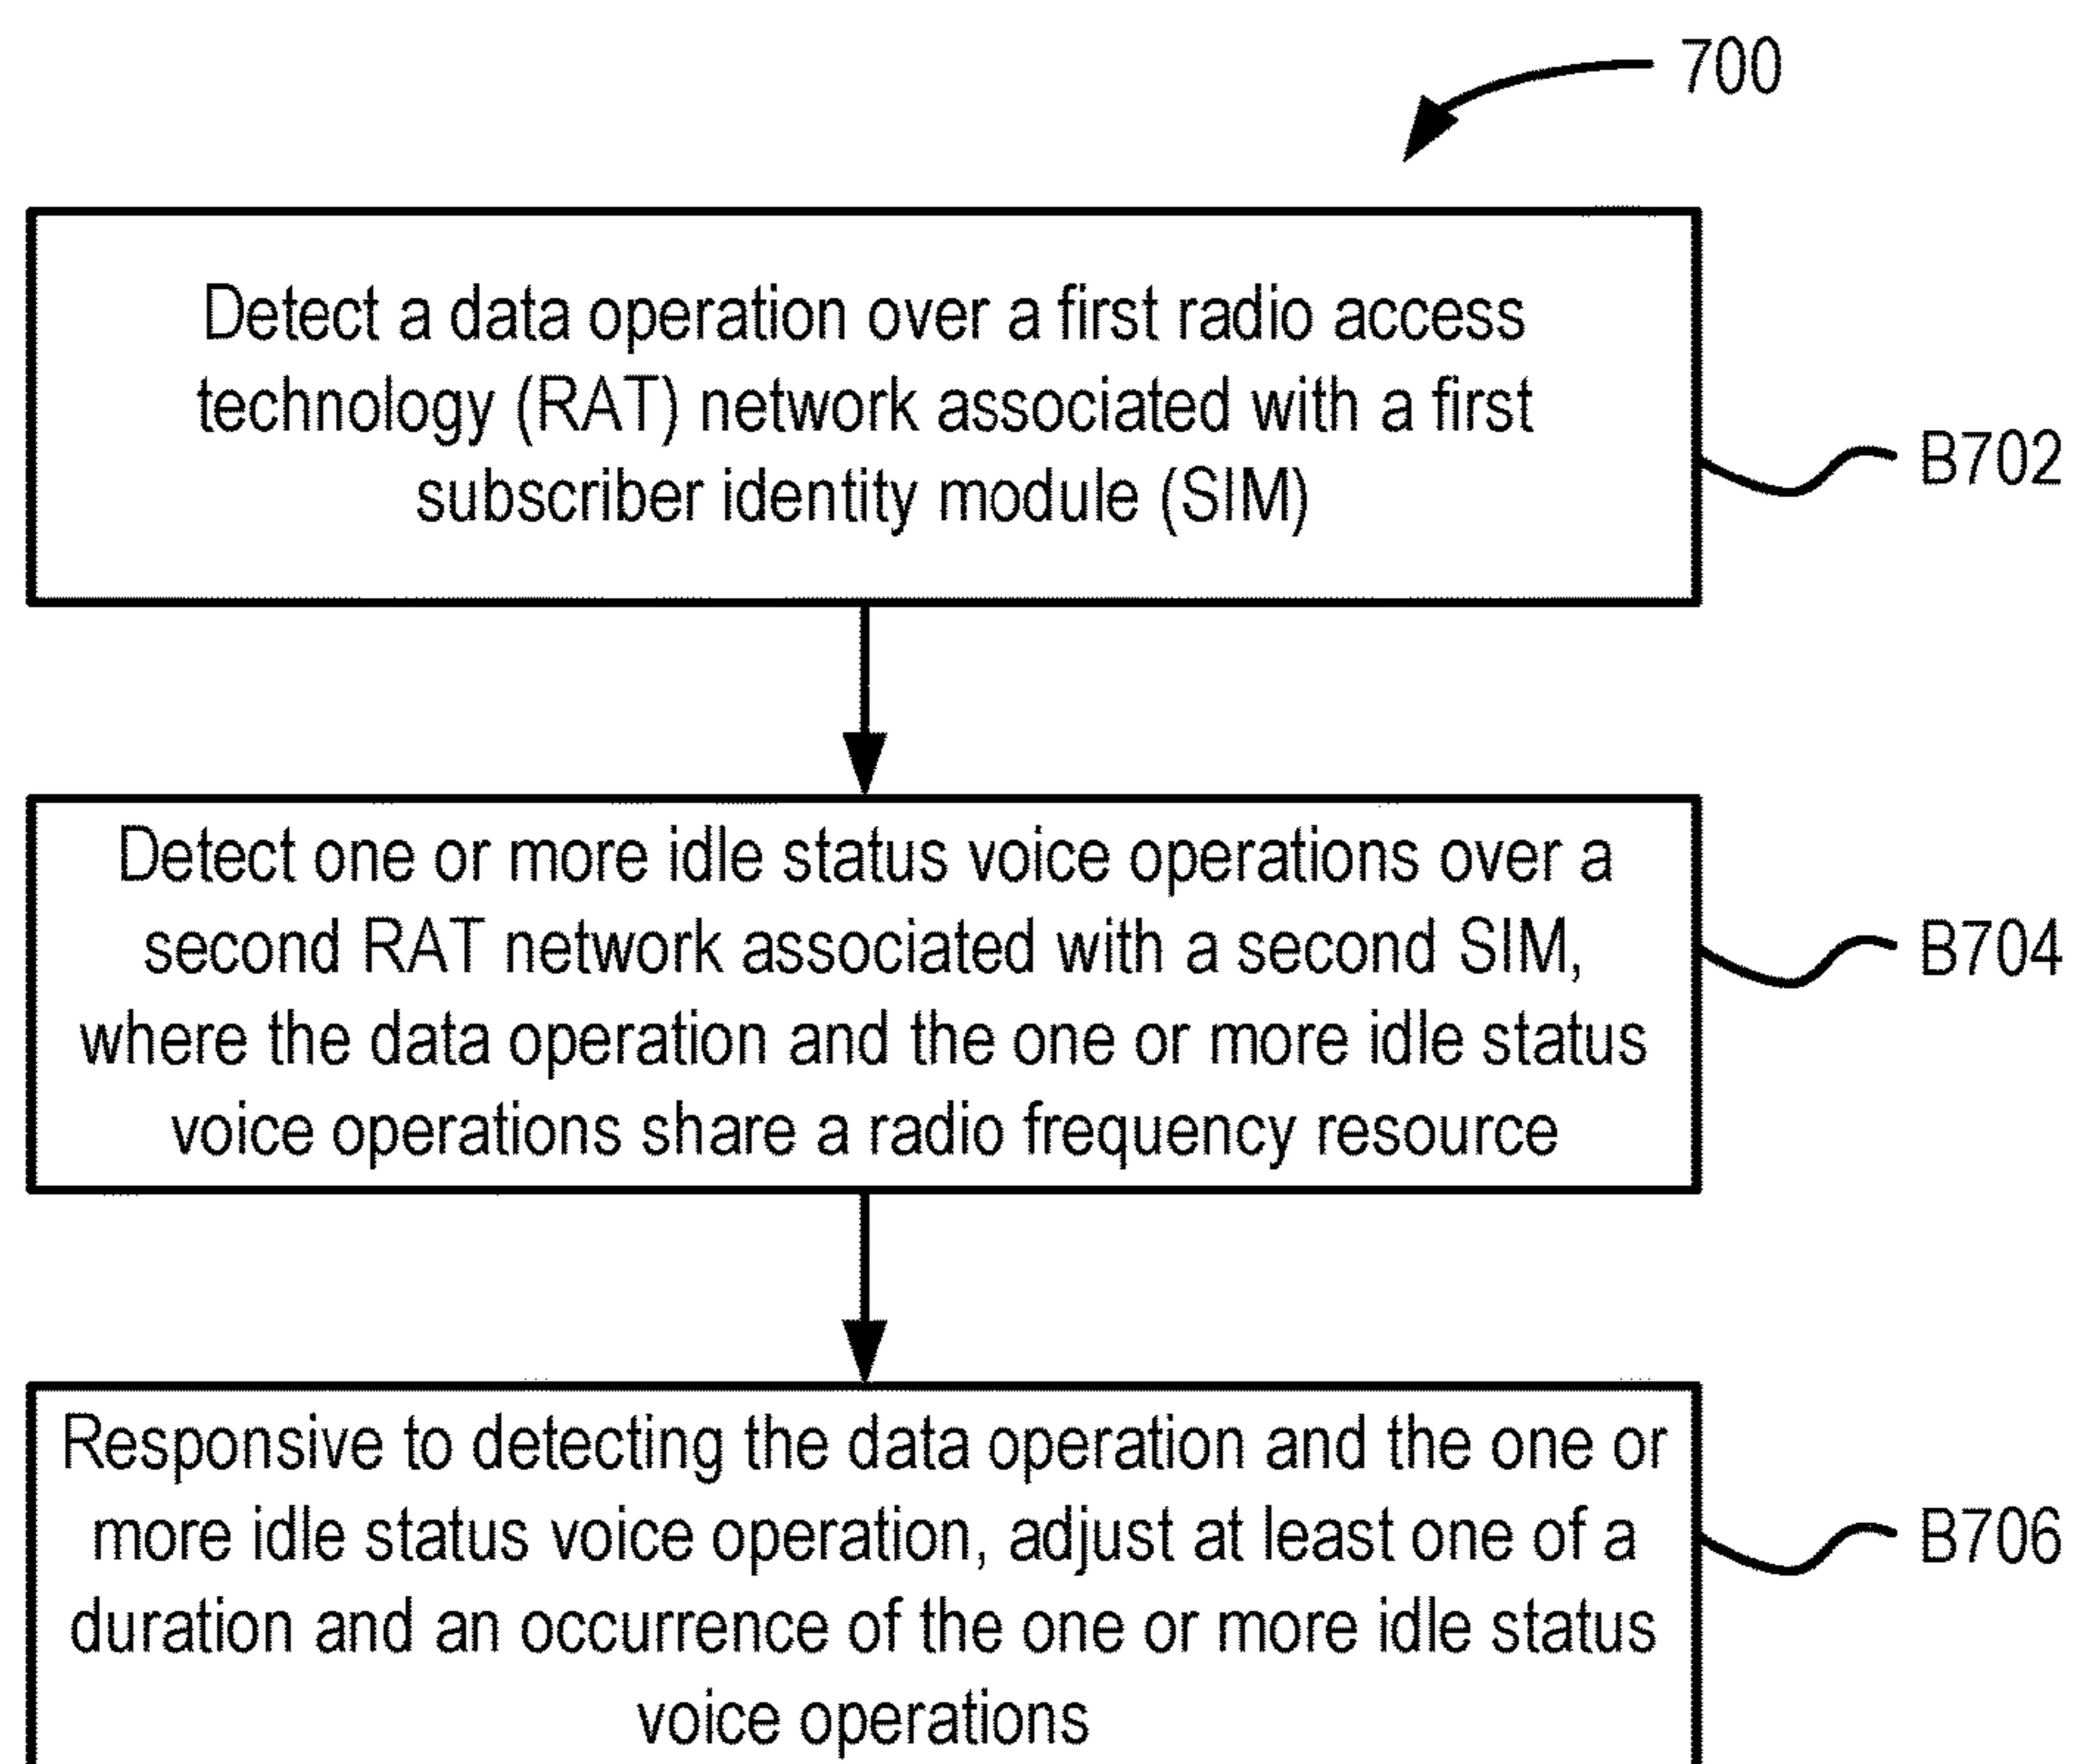 700
Detect a data operation over a first radio access
technology (RAT) network associated with a first
subscriber identity module (SIM)
B702
Detect one or more idle status voice operations over a
second RAT network associated with a second SIM,
where the data operation and the one or more idle status
voice operations share a radio frequency resource
B704
Responsive to detecting the data operation and the one or
more idle status voice operation, adjust at least one of a
duration and an occurrence of the one or more idle status
voice operations
B706